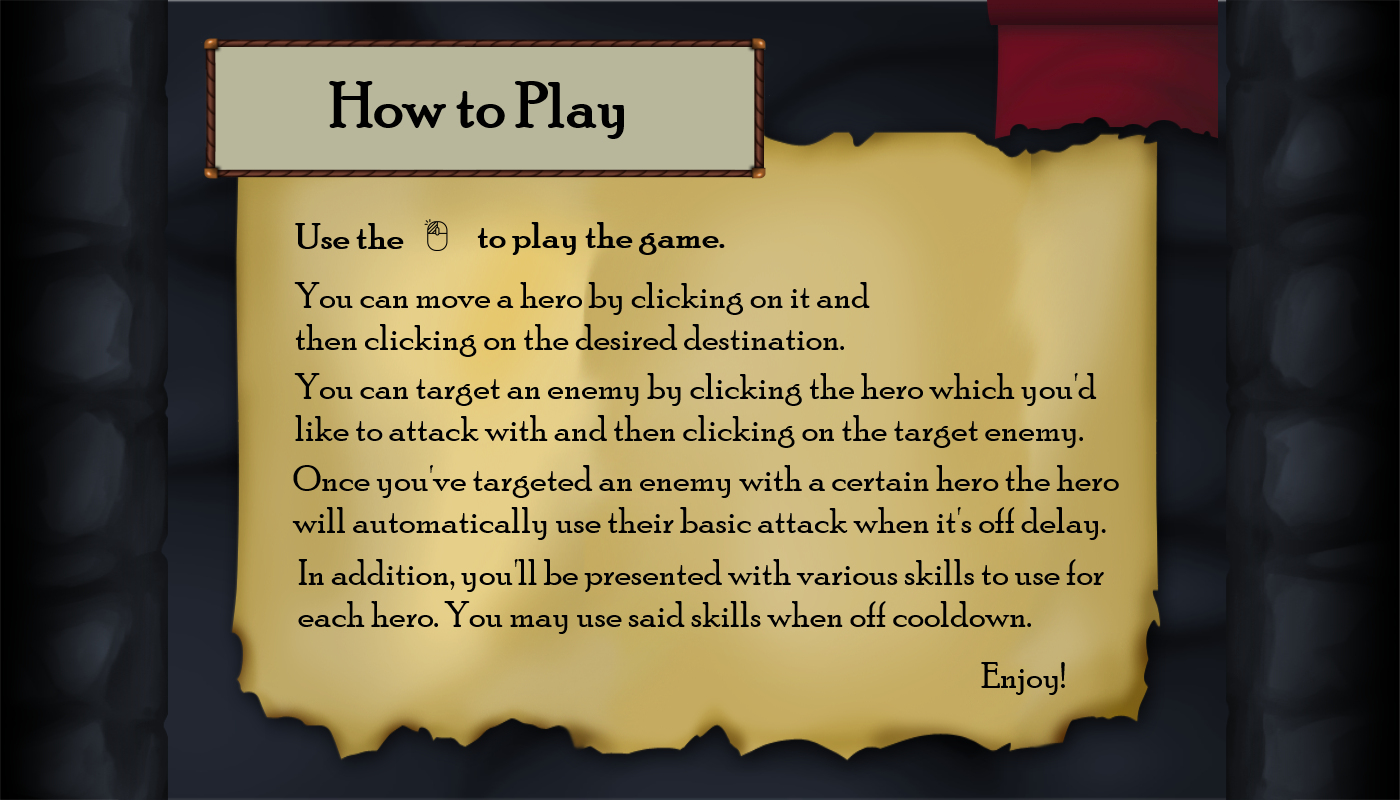 How to Play
Use the to play the game.
You can move a hero by clicking on it and
then clicking on the desired destination.
You can target an enemy by clicking the hero which you'd
like to attack with and then clicking on the target enemy.
Once you've targeted an enemy with a certain hero the hero
will automatically use their basic attack when it's off delay.
In addition, you'll be presented with various skills to use for
each hero. You may use said skills when off cooldown.
Enjoy!